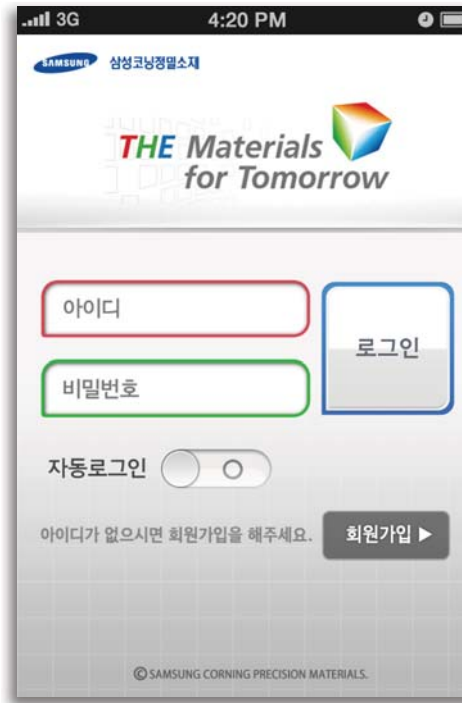 3G 4:20 PM
SAMSUNG 삼성코닝정밀소재
THE Materials
for Tomorrow
아이디
로그인
비밀번호
자동로그인
아이디가 없으시면 회원가입을 해주세요. 회원가입 ▶
© SAMSUNG CORNING PRECISION MATERIALS.